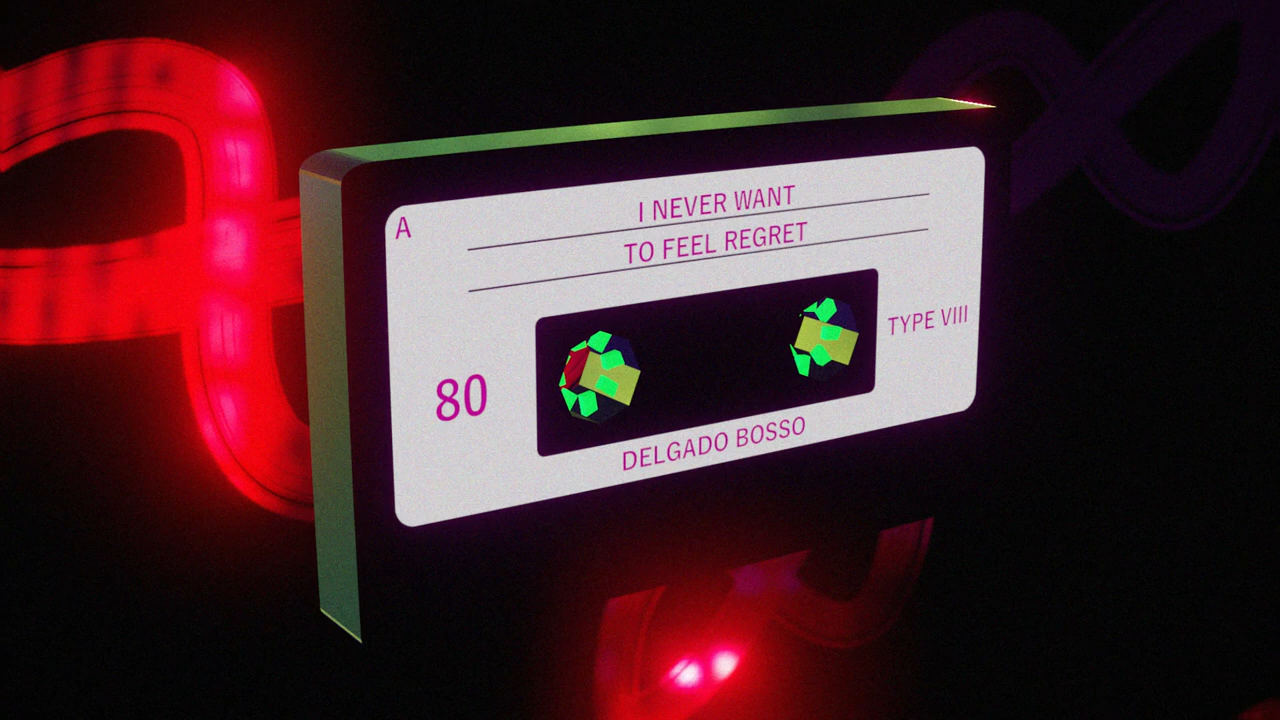 A
I NEVER WANT
TO FEEL REGRET
TYPE VIII
80
DELGADO BOSSO